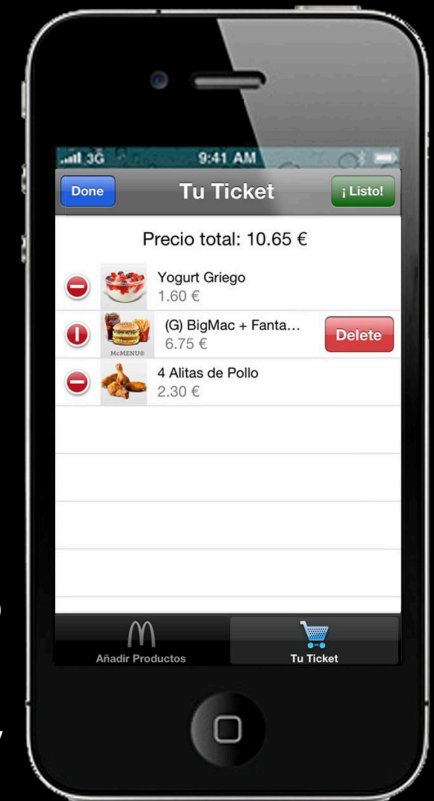 3G
9:41 AM
Done
Tu Ticket
¡ Listo!
Precio total: 10.65 €
Yogurt Griego
1.60 €
(G) BigMac + Fanta...
6.75 €
McMENU®
Delete
4 Alitas de Pollo
2.30 €
Añadir Productos
Tu Ticket